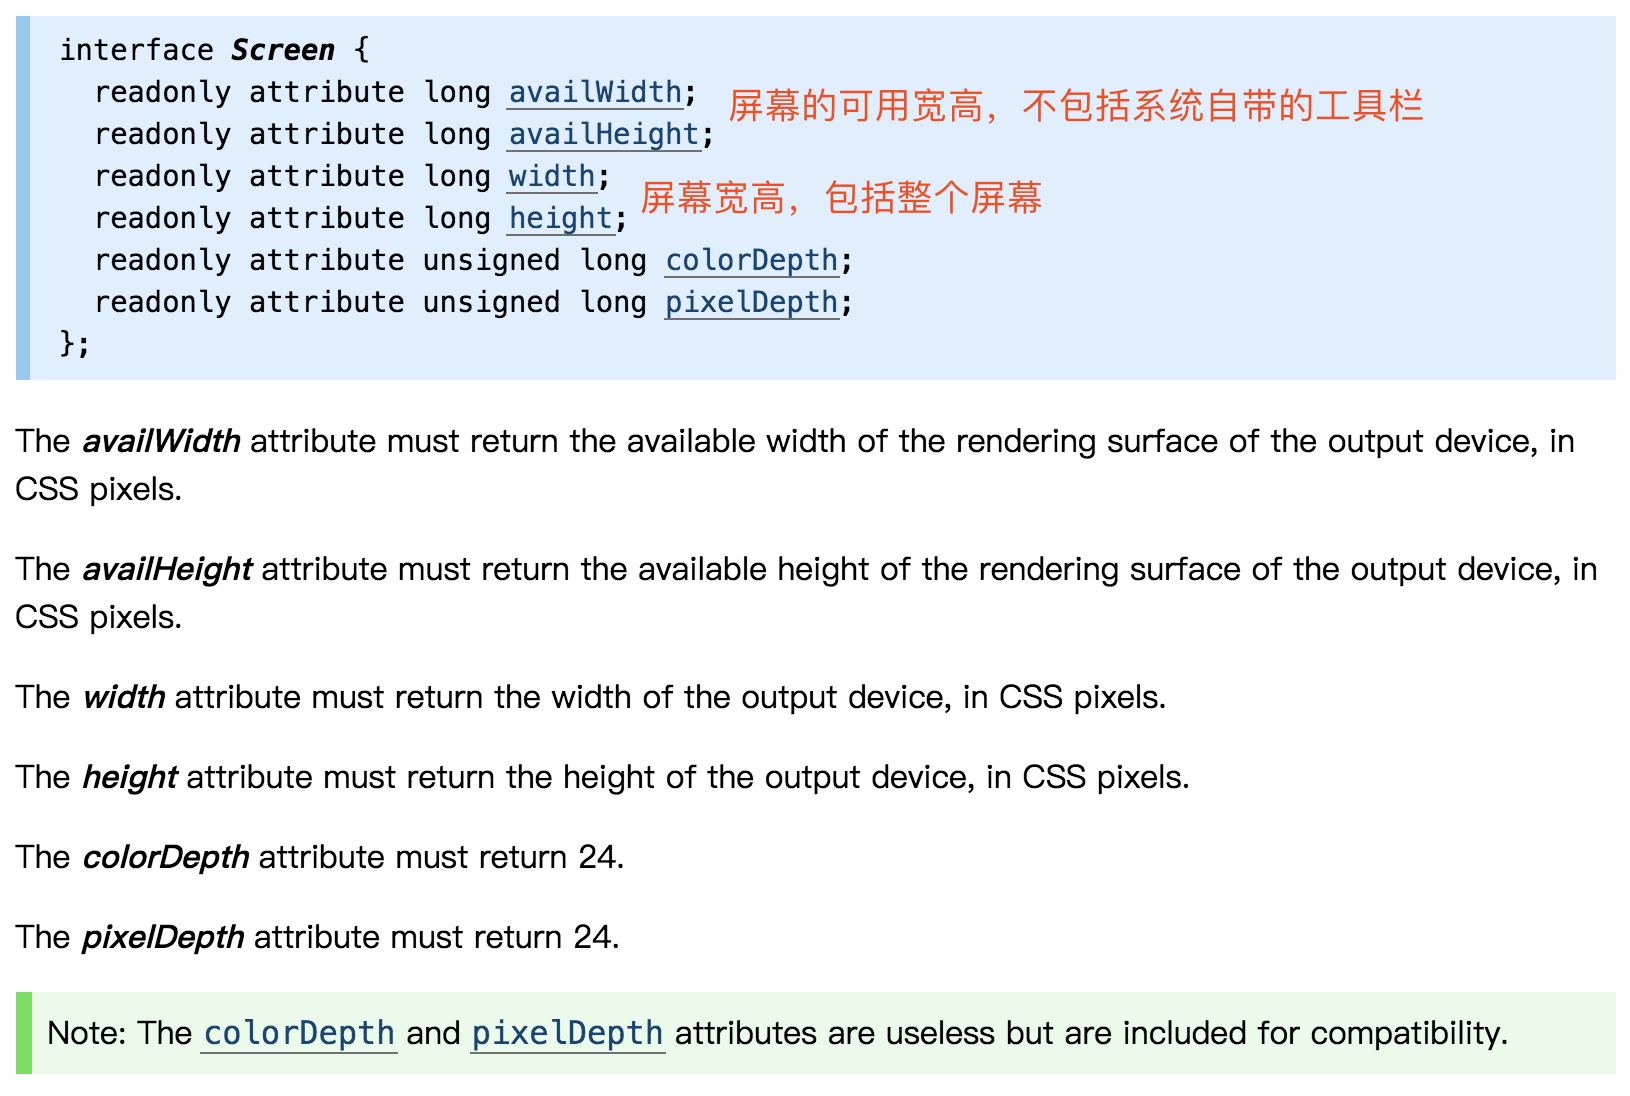 interface Screen {
readonly attribute long availWidth;
屏幕的可用宽高，不包括系统自带的工具栏
readonly attribute long availHeight;
readonly attribute long width;
屏幕宽高，包括整个屏幕
readonly attribute long height;
readonly attribute unsigned long colorDepth;
readonly attribute unsigned long pixelDepth;
};
The availWidth attribute must return the available width of the rendering surface of the output device, in
CSS pixels.
The availHeight attribute must return the available height of the rendering surface of the output device, in
CSS pixels.
The width attribute must return the width of the output device, in CSS pixels.
The height attribute must return the height of the output device, in CSS pixels.
The colorDepth attribute must return 24.
The pixelDepth attribute must return 24.
Note: The colorDepth and pixelDepth attributes are useless but are included for compatibility.